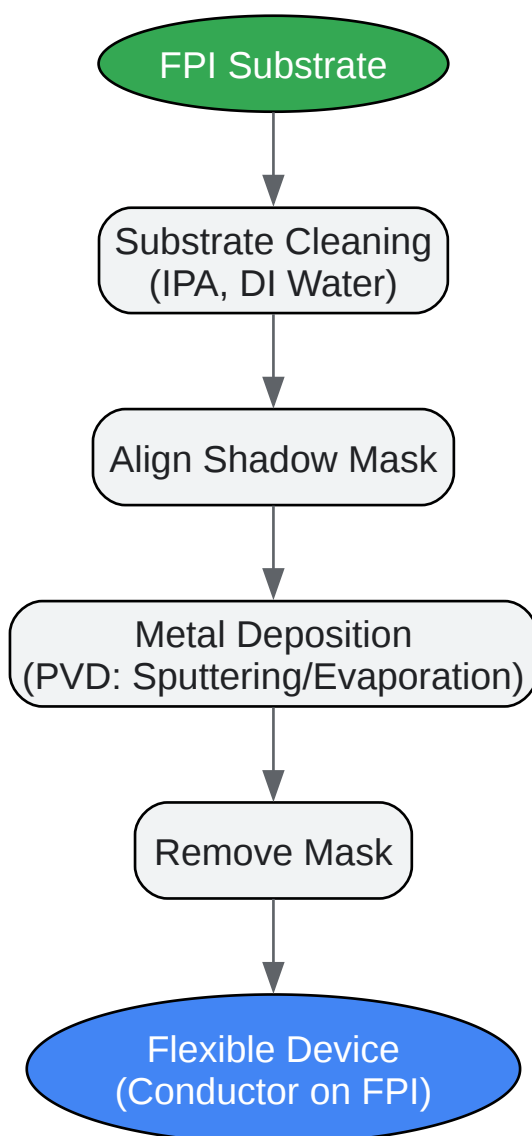 FPI Substrate
Substrate Cleaning
(IPA, DI Water)
Align Shadow Mask
Metal Deposition
(PVD: Sputtering/Evaporation)
Remove Mask
Flexible Device
(Conductor on FPI)